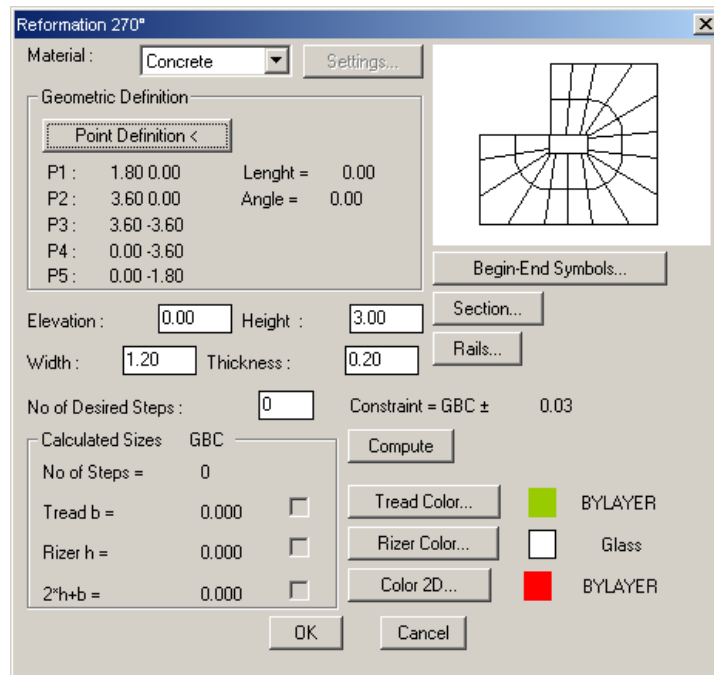 Reformation 270°
Material : Concrete Settings...
Geometric Definition
Point Definition <
P1 : 1.80 0.00 Lenght = 0.00
P2 : 3.60 0.00 Angle = 0.00
P3 : 3.60 -3.60
P4 : 0.00 -3.60
P5 : 0.00 -1.80
Begin-End Symbols...
Elevation : 0.00 Height : 3.00 Section...
Width : 1.20 Thickness : 0.20 Rails...
No of Desired Steps : 0 Constraint = GBC ± 0.03
Calculated Sizes GBC Compute
No of Steps = 0
Tread b = 0.000 Tread Color... BYLAYER
Rizer h = 0.000 Rizer Color... Glass
2*h+b = 0.000 Color 2D... BYLAYER
OK Cancel